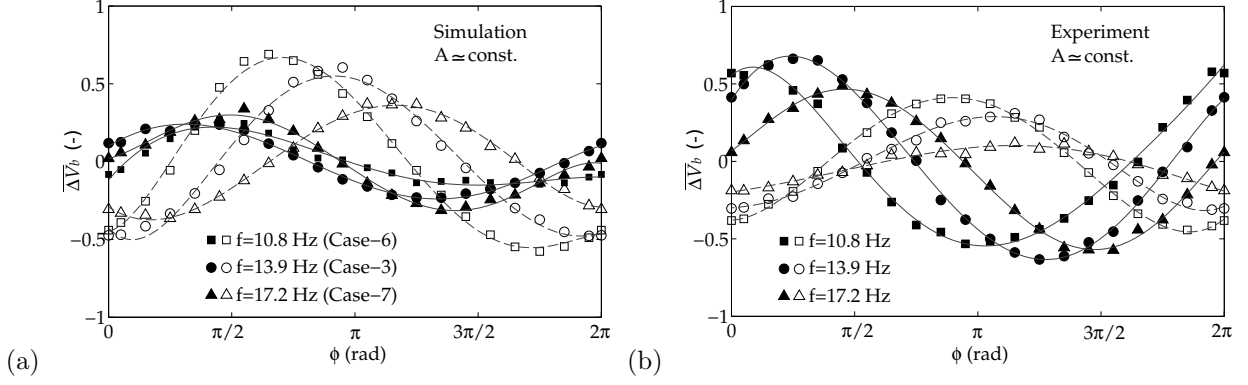 1
0.5
0
−0.5
−1
ΔV̅b (-)
Simulation
A≃const.
f=10.8 Hz (Case−6)
f=13.9 Hz (Case−3)
f=17.2 Hz (Case−7)
0 π/2 π 3π/2 2π
ϕ (rad)
(a)
1
0.5
0
−0.5
−1
ΔV̅b (-)
Experiment
A≃const.
f=10.8 Hz
f=13.9 Hz
f=17.2 Hz
0 π/2 π 3π/2 2π
ϕ (rad)
(b)